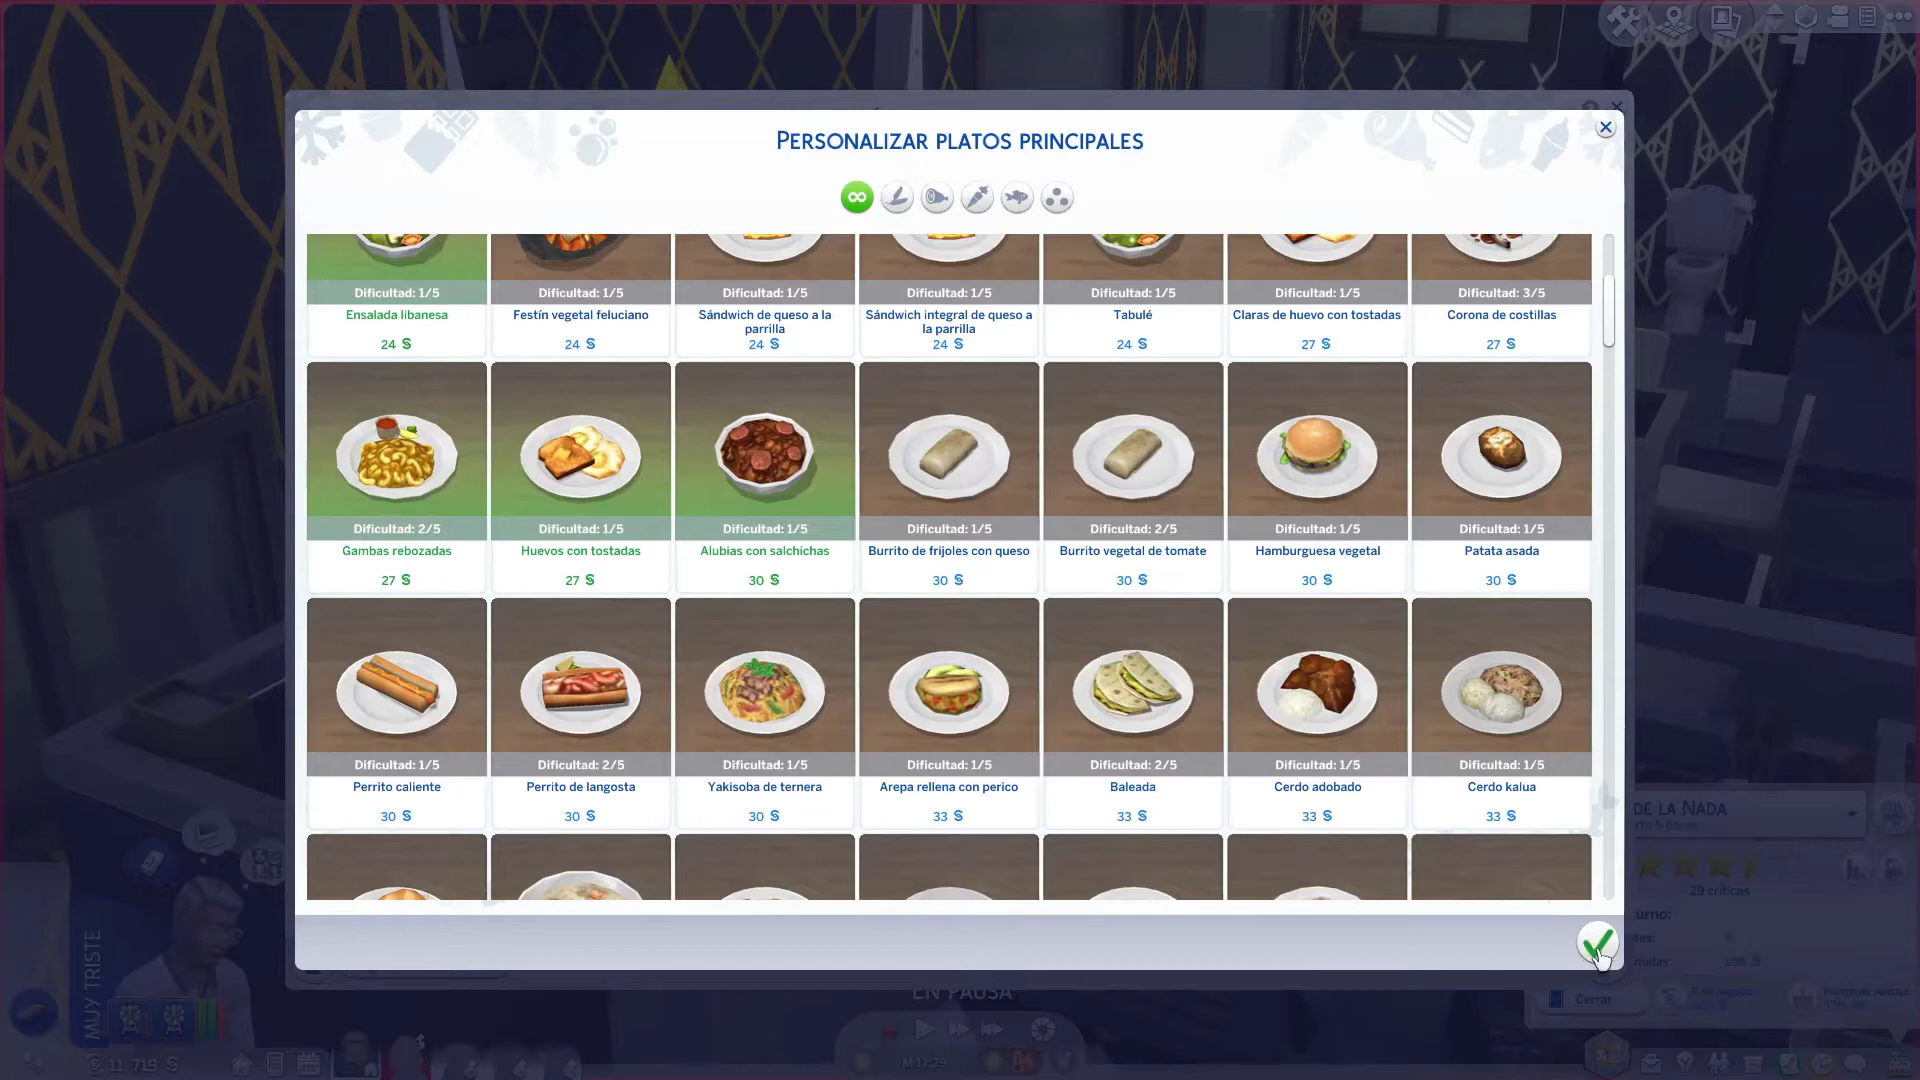 PERSONALIZAR PLATOS PRINCIPALES
Dificultad: 1/5
Dificultad: 1/5
Dificultad: 1/5
Dificultad: 1/5
Dificultad: 1/5
Dificultad: 1/5
Dificultad: 3/5
Ensalada libanesa
24 $
Festín vegetal feluciano
24 $
Sándwich de queso a la
parrilla
24 $
Sándwich integral de queso a
la parrilla
24 $
Tabulé
24 $
Claras de huevo con tostadas
27 $
Corona de costillas
27 $
Dificultad: 2/5
Dificultad: 1/5
Dificultad: 1/5
Dificultad: 1/5
Dificultad: 2/5
Dificultad: 1/5
Dificultad: 1/5
Gambas rebozadas
27 $
Huevos con tostadas
27 $
Alubias con salchichas
30 $
Burrito de frijoles con queso
30 $
Burrito vegetal de tomate
30 $
Hamburguesa vegetal
30 $
Patata asada
30 $
Dificultad: 1/5
Dificultad: 2/5
Dificultad: 1/5
Dificultad: 1/5
Dificultad: 2/5
Dificultad: 1/5
Dificultad: 1/5
Perrito caliente
30 $
Perrito de langosta
30 $
Yakisoba de ternera
30 $
Arepa rellena con perico
33 $
Baleada
33 $
Cerdo adobado
33 $
Cerdo kalua
33 $
DE LA NADA
29 críticas
Cerrar
MUY TRISTE
EN PAUSA
11 719 $
M 17:29